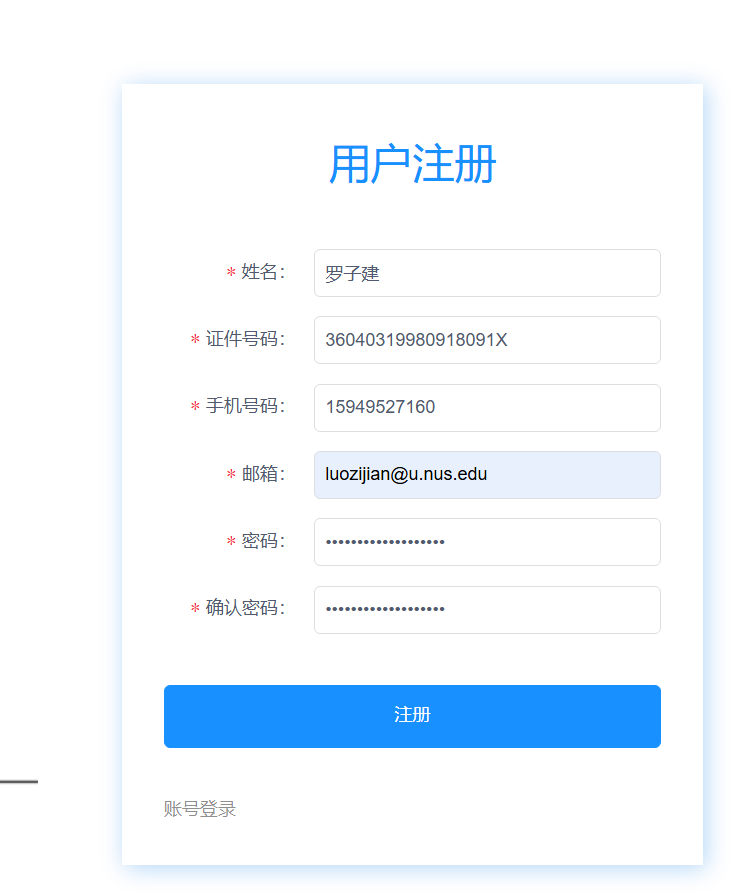 用户注册
* 姓名： 罗子建
* 证件号码： 36040319980918091X
* 手机号码： 15949527160
* 邮箱： luozijian@u.nus.edu
* 密码： •••••••••••••••••••
* 确认密码： •••••••••••••••••••
注册
账号登录